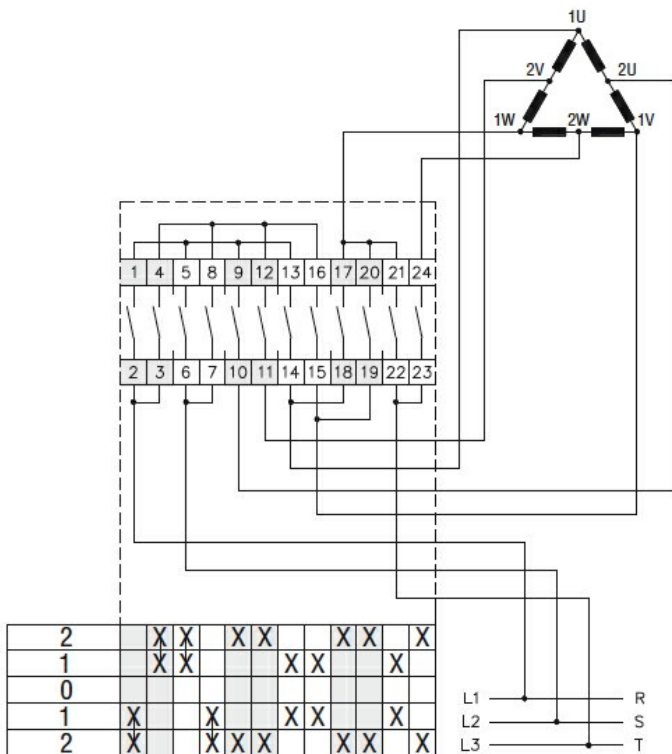 1U
2V 2U
1W 2W 1V
1 4 5 8 9 12 13 16 17 20 21 24
2 3 6 7 10 11 14 15 18 19 22 23
2 X X X X X X X
1 X X X X X
0
1 X X X X X
2 X X X X X X X
L1 R
L2 S
L3 T